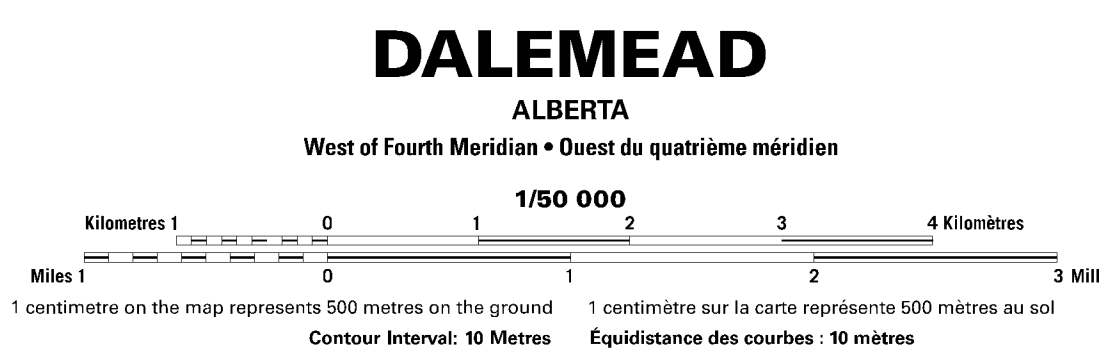 DALEMEAD
ALBERTA
West of Fourth Meridian • Ouest du quatrième méridien
1/50 000
Kilometres 1 0 1 2 3 4 Kilomètres
Miles 1 0 1 2 3 Mill
1 centimetre on the map represents 500 metres on the ground 1 centimètre sur la carte représente 500 mètres au sol
Contour Interval: 10 Metres Équidistance des courbes : 10 mètres